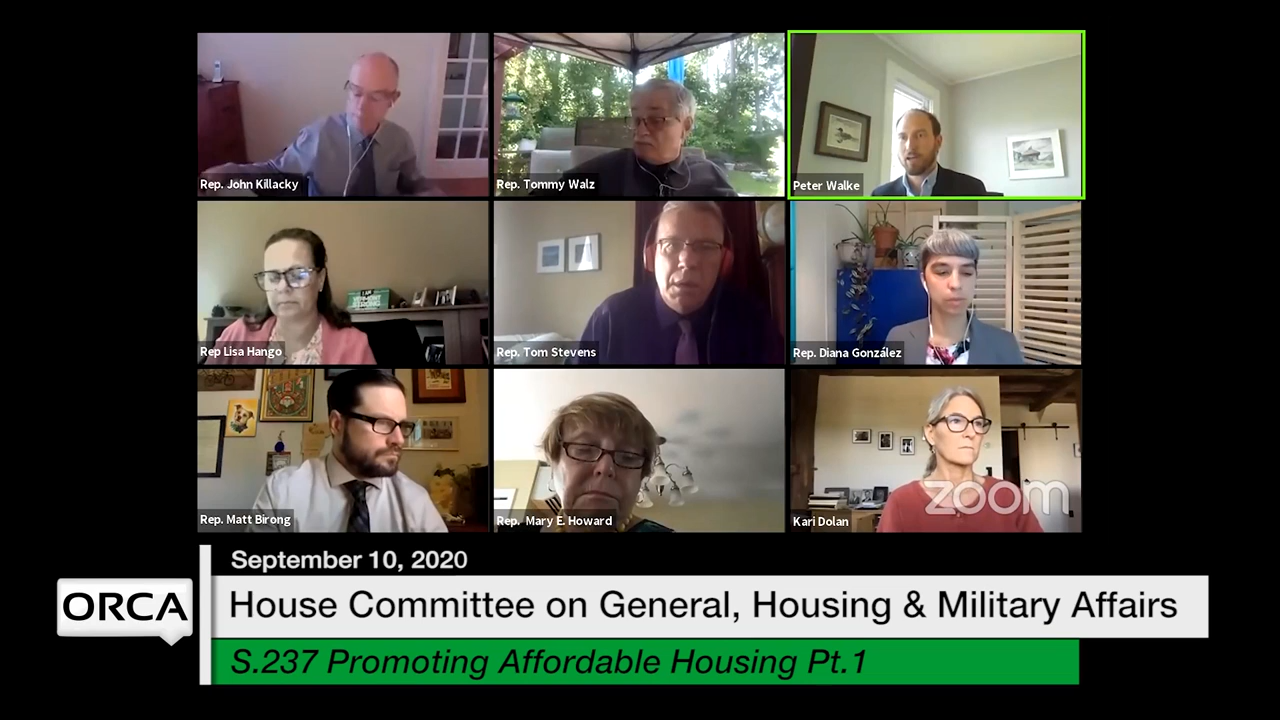 Rep. John Killacky
Rep. Tommy Walz
Peter Walke
Rep Lisa Hango
Rep. Tom Stevens
Rep. Diana González
Rep. Matt Birong
Rep. Mary E. Howard
Kari Dolan
zoom
September 10, 2020
ORCA
House Committee on General, Housing & Military Affairs
S.237 Promoting Affordable Housing Pt.1